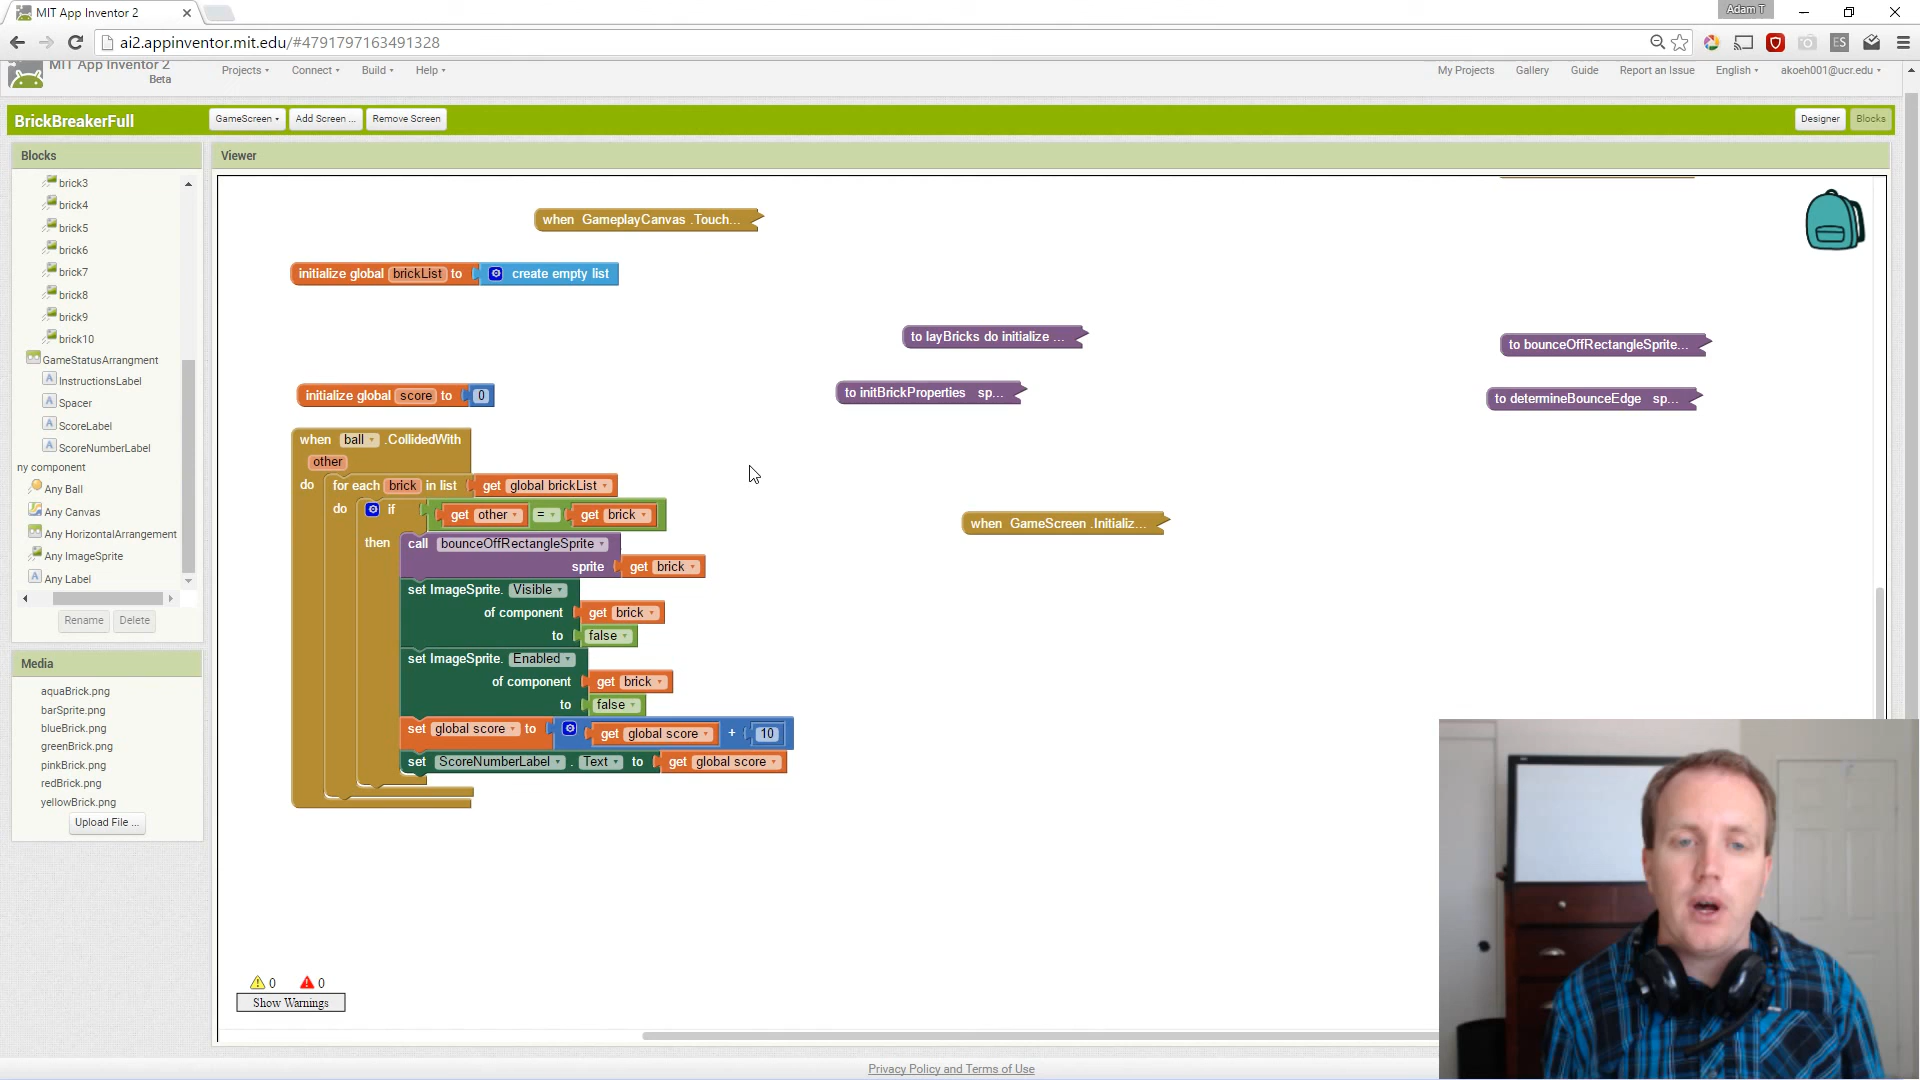 MIT App Inventor 2
Adam T
ai2.appinventor.mit.edu/#4791797163491328
ES
MIT App Inventor 2
Beta
Projects
Connect
Build
Help
My Projects
Gallery
Guide
Report an Issue
English
akoeh001@ucr.edu
BrickBreakerFull
GameScreen
Add Screen ...
Remove Screen
Designer
Blocks
Blocks
Viewer
brick3
brick4
brick5
brick6
brick7
brick8
brick9
brick10
GameStatusArrangment
InstructionsLabel
Spacer
ScoreLabel
ScoreNumberLabel
ny component
Any Ball
Any Canvas
Any HorizontalArrangement
Any ImageSprite
Any Label
Rename
Delete
Media
aquaBrick.png
barSprite.png
blueBrick.png
greenBrick.png
pinkBrick.png
redBrick.png
yellowBrick.png
Upload File ...
when GameplayCanvas .Touch...
initialize global brickList to create empty list
to layBricks do initialize ...
to bounceOffRectangleSprite...
initialize global score to 0
to initBrickProperties sp...
to determineBounceEdge sp...
when ball .CollidedWith
other
do for each brick in list get global brickList
do if get other = get brick
then call bounceOffRectangleSprite
sprite get brick
set ImageSprite. Visible
of component get brick
to false
set ImageSprite. Enabled
of component get brick
to false
set global score to get global score + 10
set ScoreNumberLabel . Text to get global score
when GameScreen .Initializ...
0 0
Show Warnings
Privacy Policy and Terms of Use